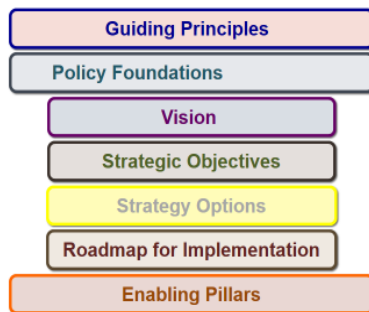 Guiding Principles
Policy Foundations
Vision
Strategic Objectives
Strategy Options
Roadmap for Implementation
Enabling Pillars